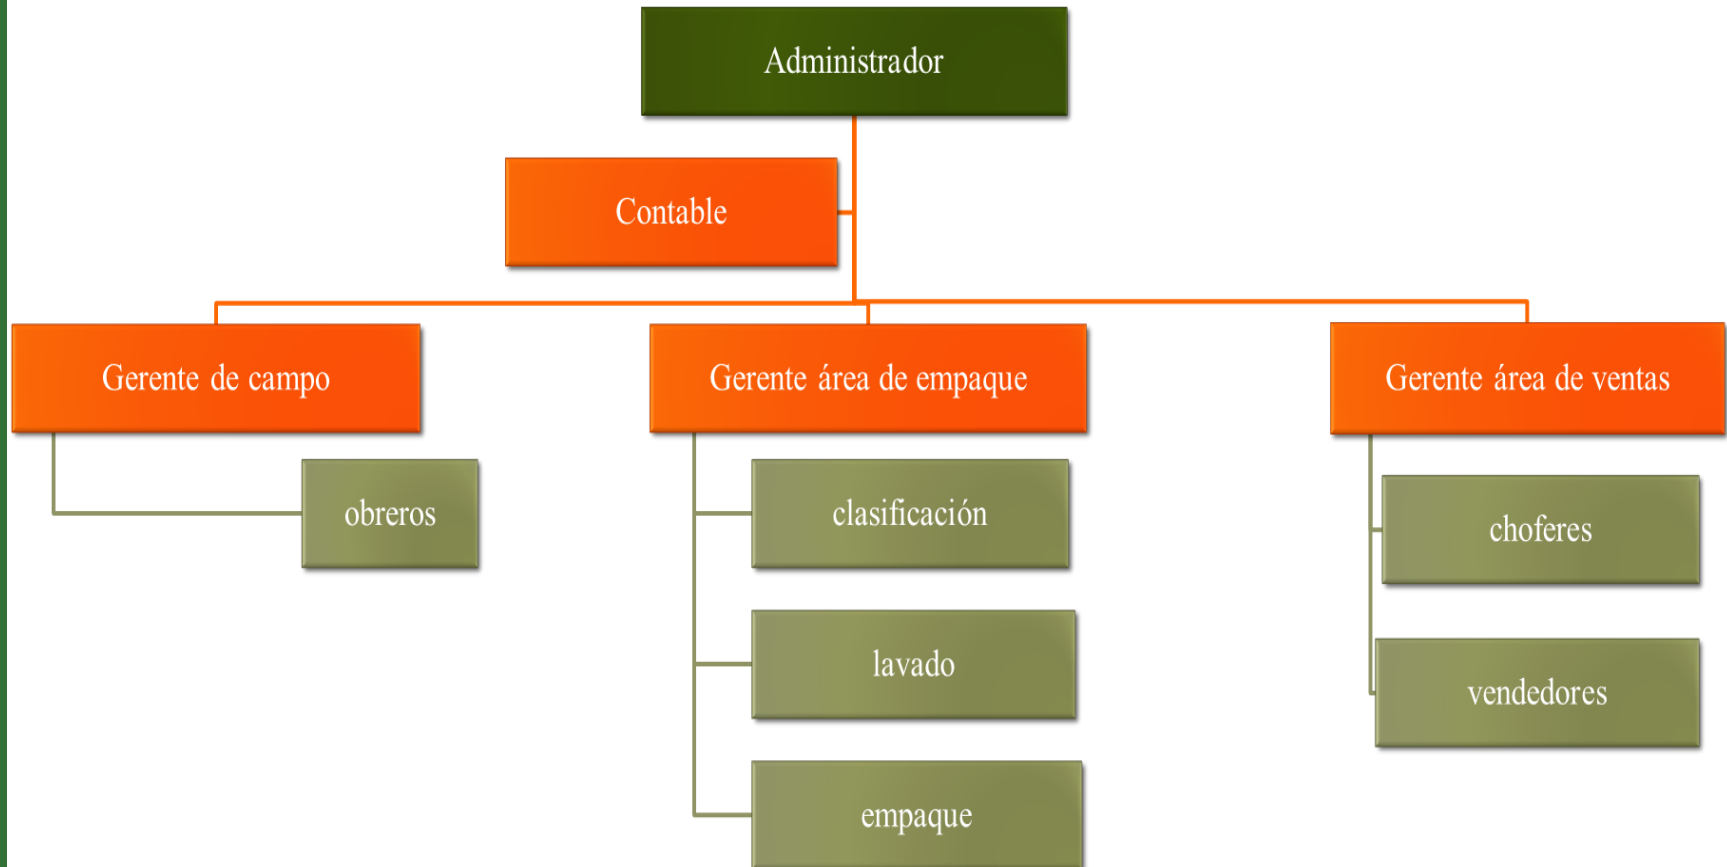 Administrador
Contable
Gerente de campo
Gerente área de empaque
Gerente área de ventas
obreros
clasificación
choferes
lavado
vendedores
empaque